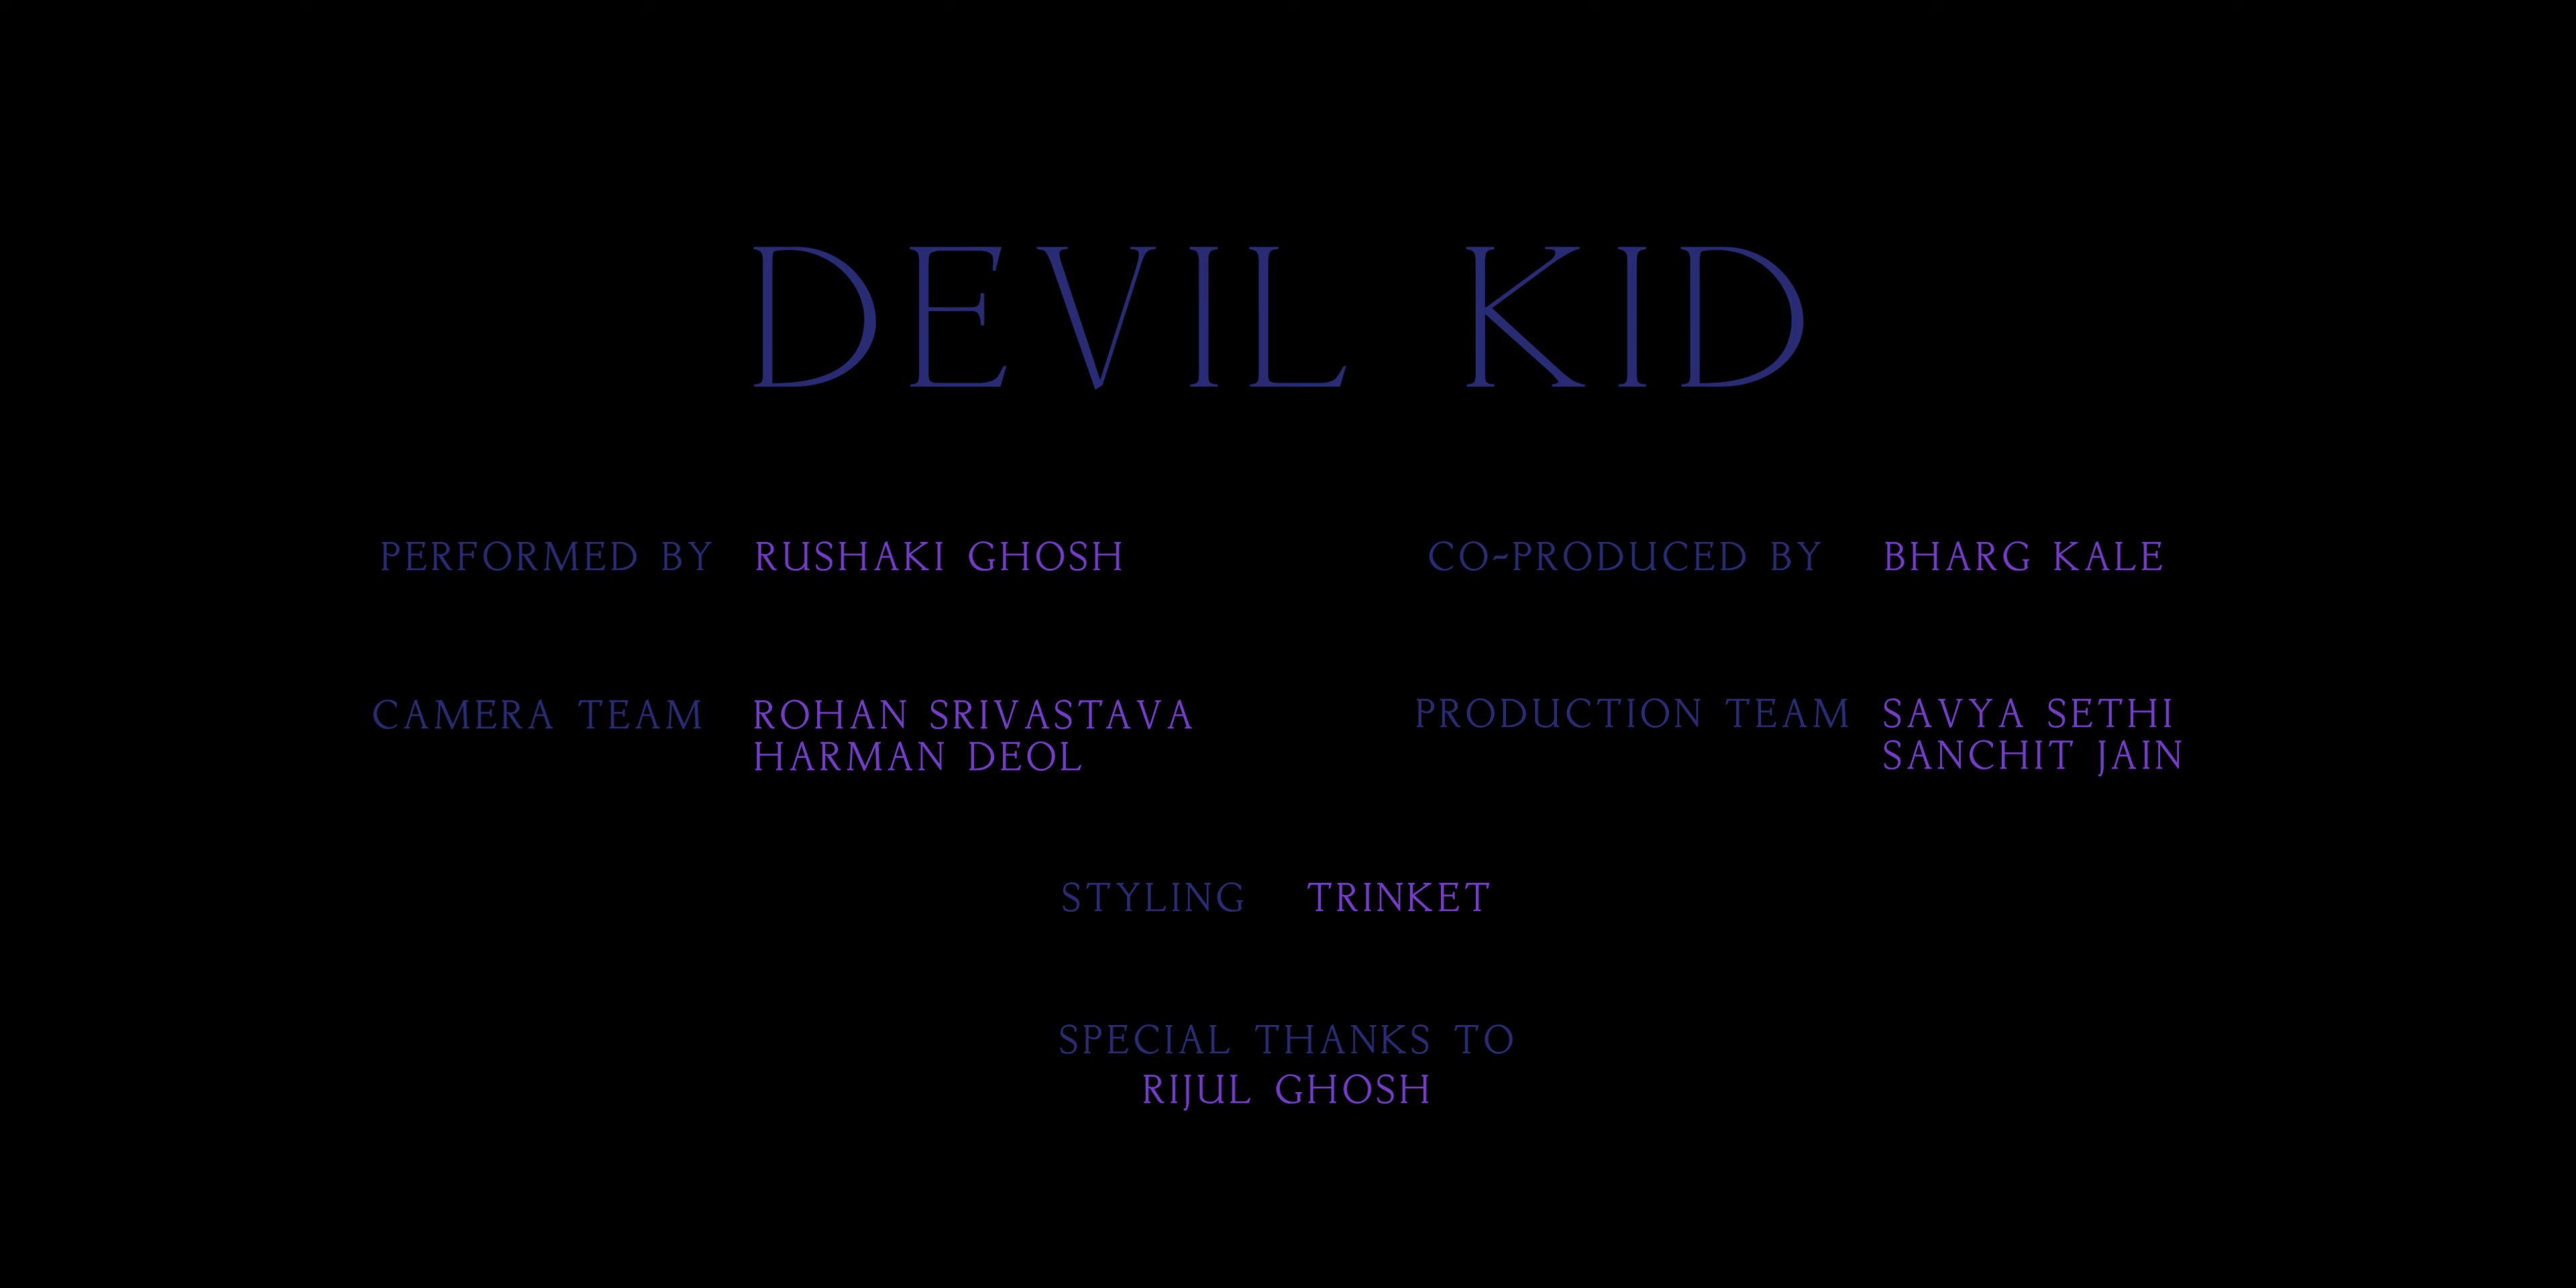 DEVIL KID
PERFORMED BY RUSHAKI GHOSH
CO-PRODUCED BY BHARG KALE
CAMERA TEAM ROHAN SRIVASTAVA
HARMAN DEOL
PRODUCTION TEAM SAVYA SETHI
SANCHIT JAIN
STYLING TRINKET
SPECIAL THANKS TO
RIJUL GHOSH